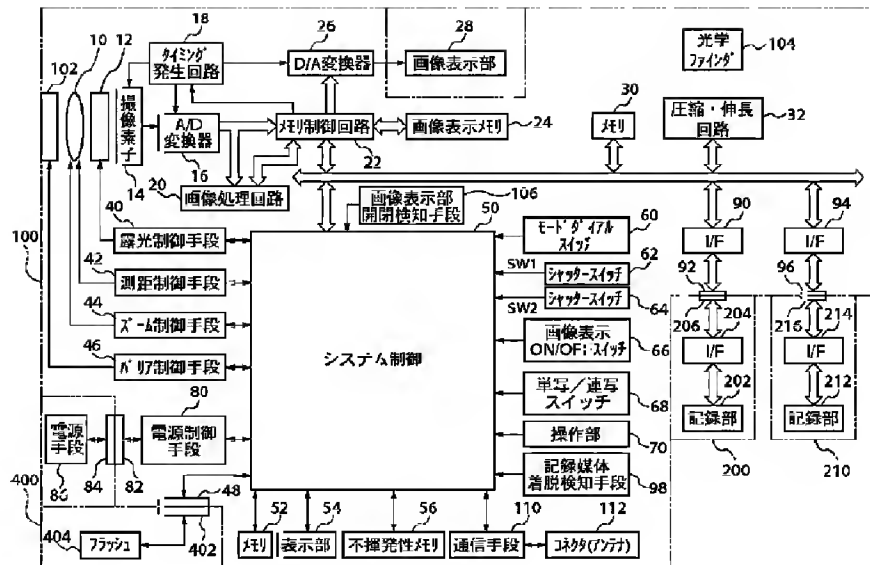 18
26
28
10
12
102
タイミング
発生回路
D/A変換器
画像表示部
光学
ファインダ
104
撮像素子
A/D
変換器
メモリ制御回路
画像表示メモリ
24
30
メモリ
圧縮・伸長
回路
32
14
16
22
20
画像処理回路
画像表示部
開閉検知手段
106
50
40
露光制御手段
42
測距制御手段
44
ズーム制御手段
46
バリア制御手段
100
システム制御
モードダイアル
スイッチ
60
SW1
シャッタースイッチ
62
シャッタースイッチ
64
SW2
画像表示
ON/OFFスイッチ
66
単写/連写
スイッチ
68
操作部
70
記録媒体
着脱検知手段
98
90
I/F
94
I/F
92
206
204
I/F
202
記録部
200
96
216
214
I/F
212
記録部
210
電源
手段
86
84
82
80
電源制御
手段
400
48
402
404
フラッシュ
52
メモリ
54
表示部
56
不揮発性メモリ
110
通信手段
112
コネクタ(アンテナ)